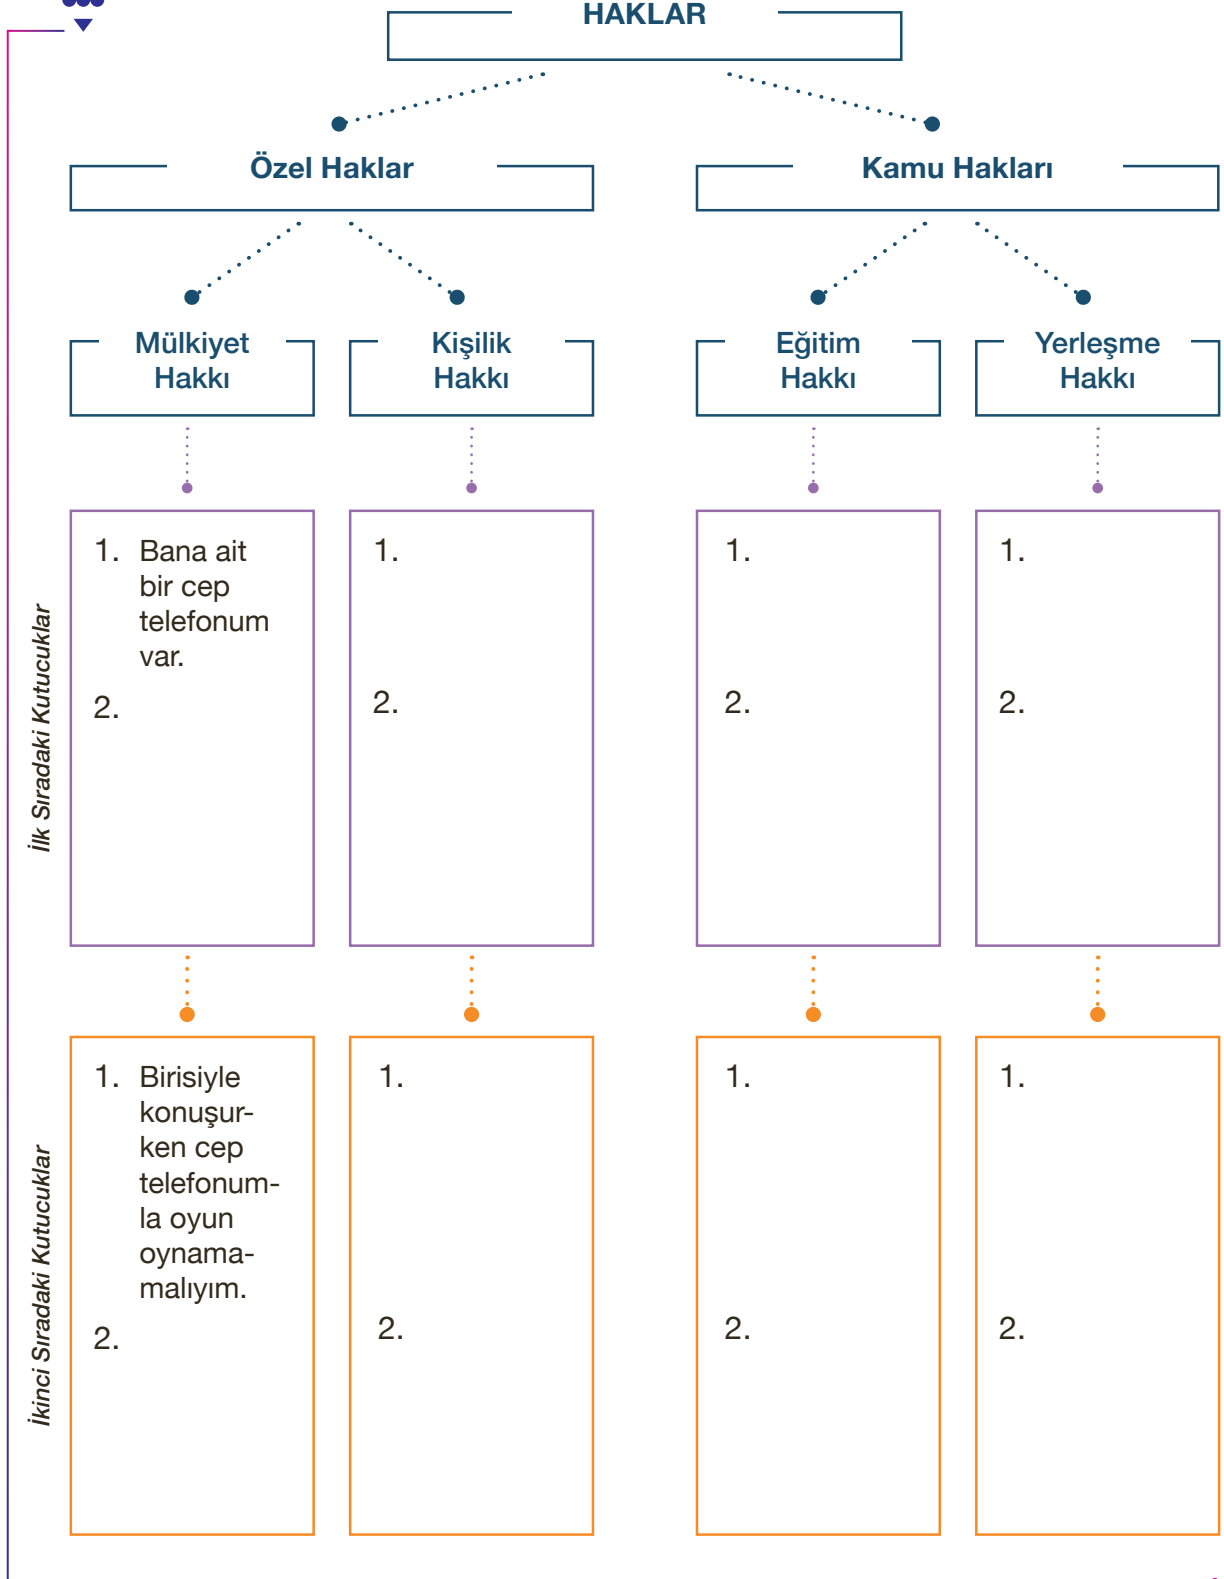 HAKLAR
Özel Haklar
Kamu Hakları
Mülkiyet
Hakkı
Kişilik
Hakkı
Eğitim
Hakkı
Yerleşme
Hakkı
İlk Sıradaki Kutucuklar
1. Bana ait
bir cep
telefonum
var.
2.
1.
2.
1.
2.
1.
2.
İkinci Sıradaki Kutucuklar
1. Birisiyle
konuşur-
ken cep
telefonum-
la oyun
oynama-
malıyım.
2.
1.
2.
1.
2.
1.
2.